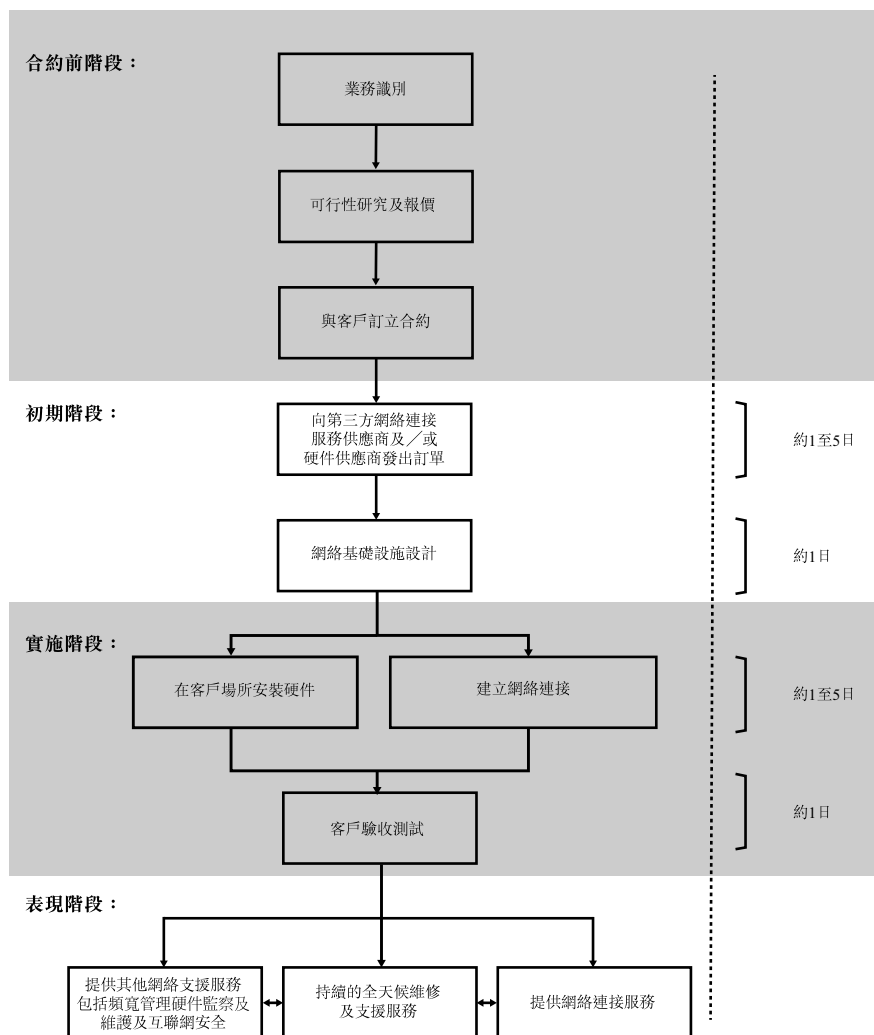 合約前階段：
業務識別
可行性研究及報價
與客戶訂立合約
初期階段：
向第三方網絡連接
服務供應商及／或
硬件供應商發出訂單
約1至5日
網絡基礎設施設計
約1日
實施階段：
在客戶場所安裝硬件
建立網絡連接
約1至5日
客戶驗收測試
約1日
表現階段：
提供其他網絡支援服務
包括頻寬管理硬件監察及
維護及互聯網安全
持續的全天候維修
及支援服務
提供網絡連接服務